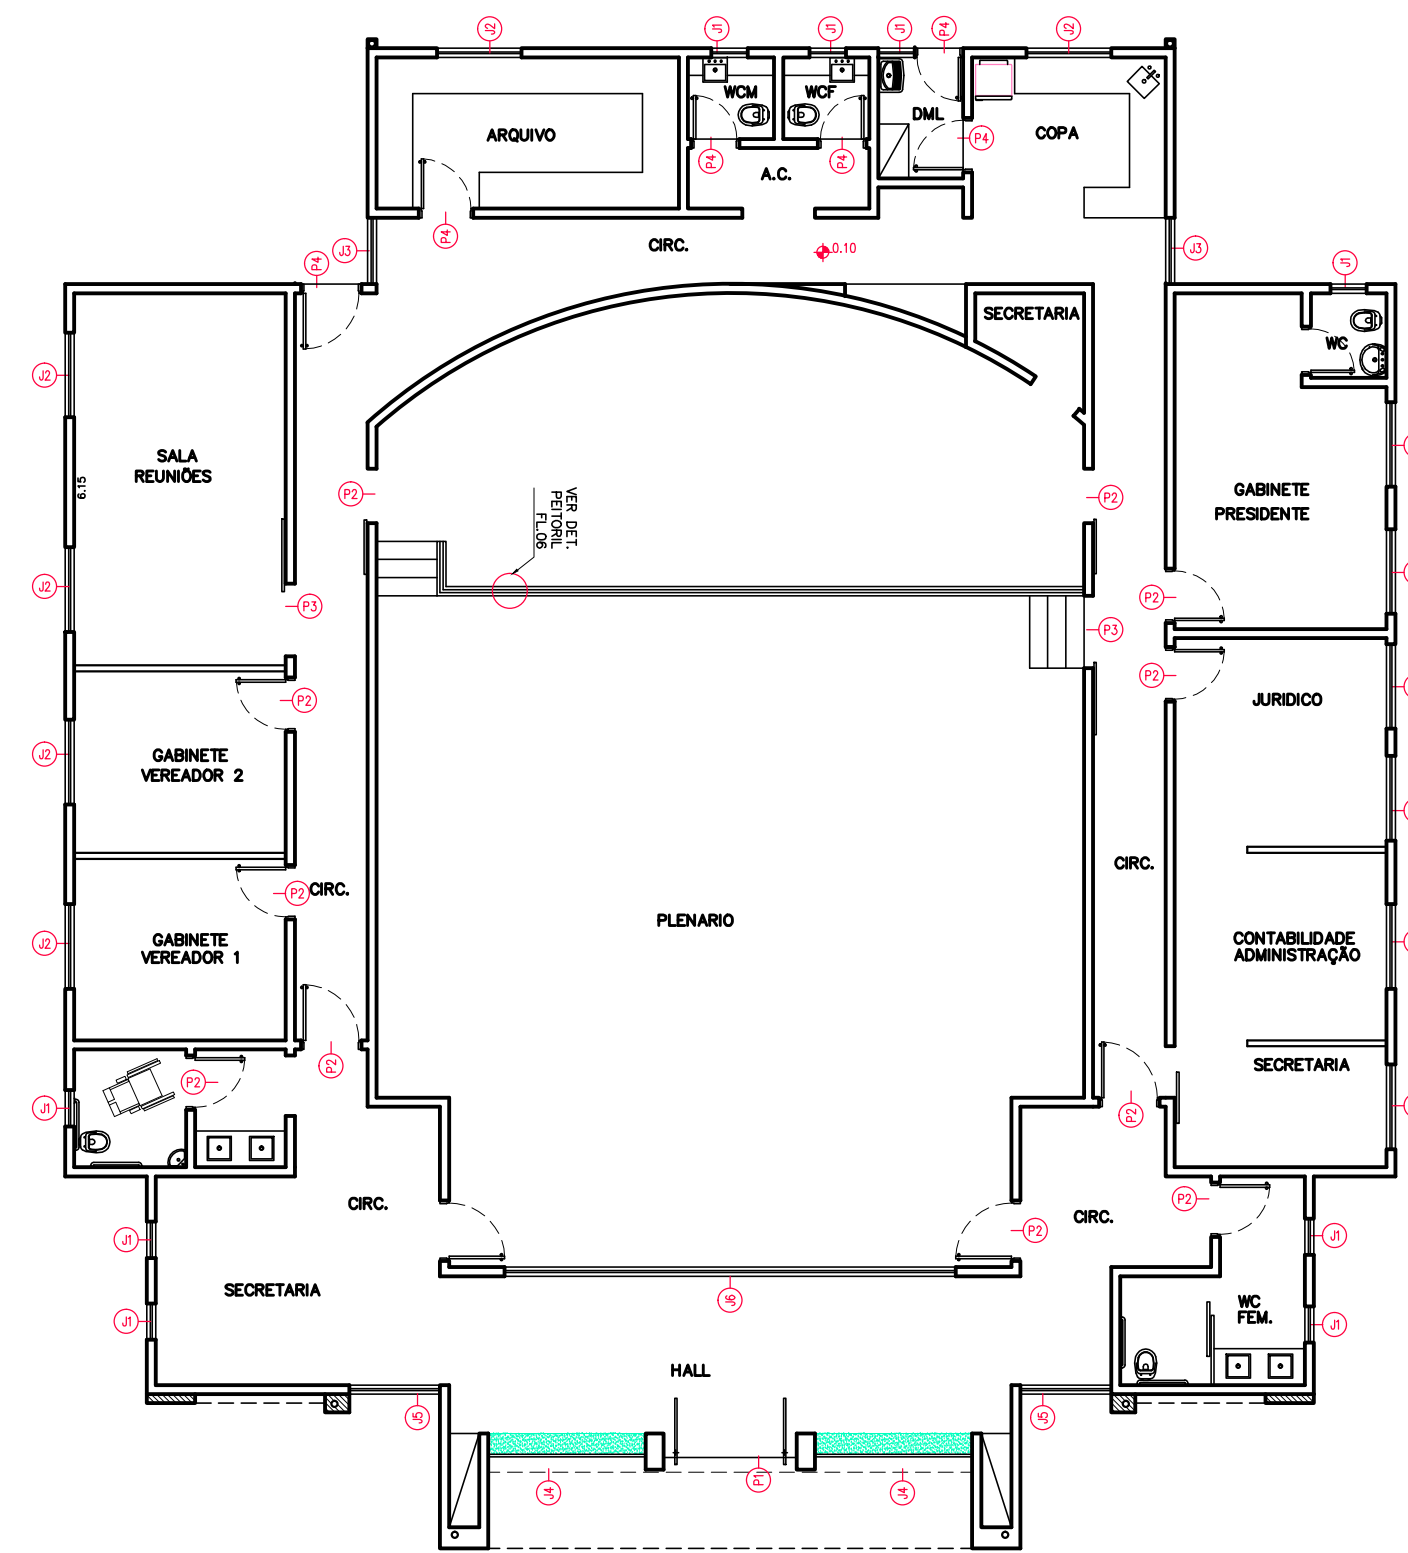 J2
J1
J1
J1
P4
J2
WCM
WCF
DML
ARQUIVO
COPA
P4
P4
P4
A.C.
P4
CIRC.
J3
0.10
J3
P4
J1
SECRETARIA
WC
J2
SALA
REUNIÕES
6.15
P2
VER DET.
PEITORIL
FL.06
P2
GABINETE
PRESIDENTE
J2
P3
P2
P3
P2
P2
JURIDICO
J2
GABINETE
VEREADOR 2
CIRC.
P2
CIRC.
PLENARIO
J2
GABINETE
VEREADOR 1
CONTABILIDADE
ADMINISTRAÇÃO
P2
P2
SECRETARIA
J1
P2
CIRC.
P2
CIRC.
P2
J1
J1
SECRETARIA
J6
WC
FEM.
J1
J1
HALL
J5
J5
J4
P1
J4